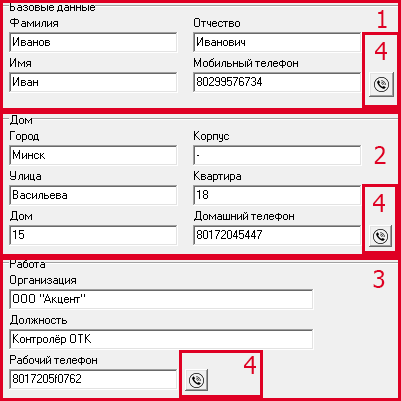 Базовые данные
1
Фамилия Отчество
Иванов Иванович
4
Имя Мобильный телефон
Иван 80299576734
Дом
Город Корпус
Минск -
2
Улица Квартира
Васильева 18
4
Дом Домашний телефон
15 80172045447
Работа
3
Организация
ООО "Акцент"
Должность
Контролёр ОТК
Рабочий телефон
4
8017205f0762